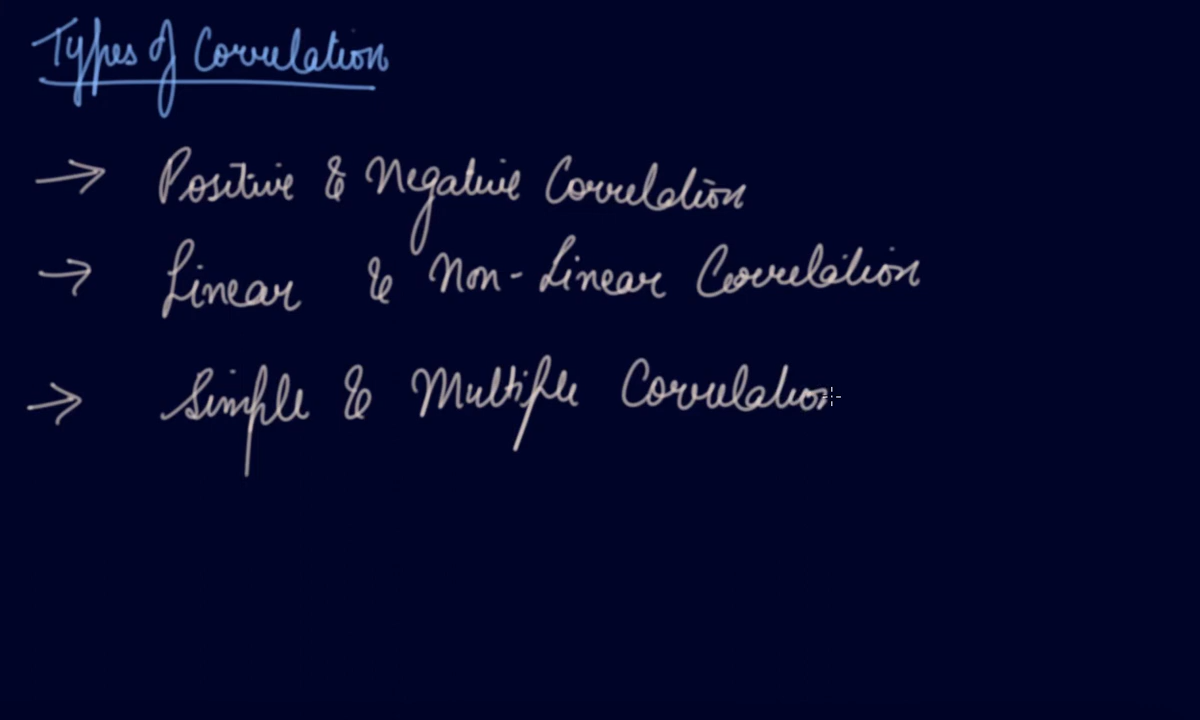 Types of Correlation
→ Positive & Negative Correlation
→ Linear & Non-Linear Correlation
→ Simple & Multiple Correlation